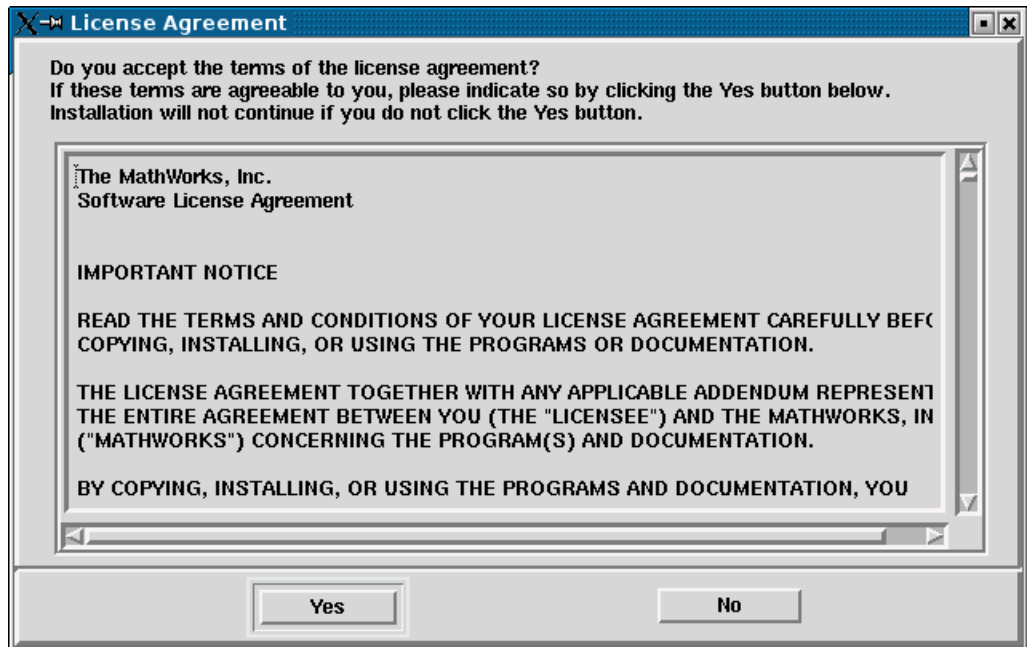 License Agreement
Do you accept the terms of the license agreement?
If these terms are agreeable to you, please indicate so by clicking the Yes button below.
Installation will not continue if you do not click the Yes button.
The MathWorks, Inc.
Software License Agreement
IMPORTANT NOTICE
READ THE TERMS AND CONDITIONS OF YOUR LICENSE AGREEMENT CAREFULLY
COPYING, INSTALLING, OR USING THE PROGRAMS OR DOCUMENTATION.
THE LICENSE AGREEMENT TOGETHER WITH ANY APPLICABLE ADDENDUM REPRESENT
THE ENTIRE AGREEMENT BETWEEN YOU (THE "LICENSEE") AND THE MATHWORKS, IN
("MATHWORKS") CONCERNING THE PROGRAM(S) AND DOCUMENTATION.
BY COPYING, INSTALLING, OR USING THE PROGRAMS AND DOCUMENTATION, YOU
Yes
No